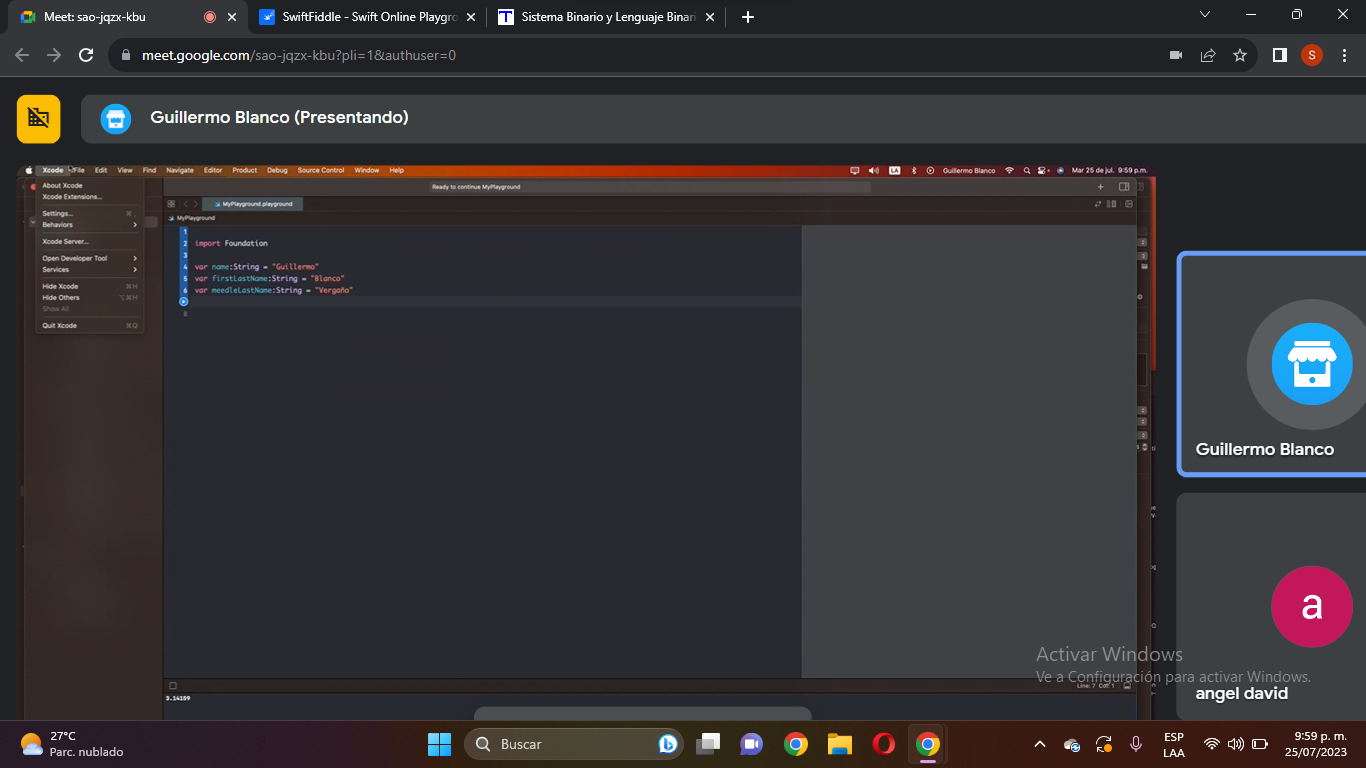 Meet: sao-jqzx-kbu
SwiftFiddle - Swift Online Playgro
Sistema Binario y Lenguaje Binari
meet.google.com/sao-jqzx-kbu?pli=1&authuser=0
S
Guillermo Blanco (Presentando)
Xcode File Edit View Find Navigate Editor Product Debug Source Control Window Help
LA
Guillermo Blanco
Mar 25 de jul. 9:59 p.m.
About Xcode
Xcode Extensions...
Settings... ⌘ ,
Behaviors
Xcode Server...
Open Developer Tool
Services
Hide Xcode ⌘H
Hide Others ⌥⌘H
Show All
Quit Xcode ⌘Q
Ready to continue MyPlayground
MyPlayground.playground
MyPlayground
1
2 import Foundation
3
4 var name:String = "Guillermo"
5 var firstLastName:String = "Blanco"
6 var meedleLastName:String = "Vergaño"
8
Line: 7 Col: 1
3.14159
Guillermo Blanco
a
angel david
Activar Windows
Ve a Configuración para activar Windows.
27°C
Parc. nublado
Buscar
ESP
LAA
9:59 p. m.
25/07/2023